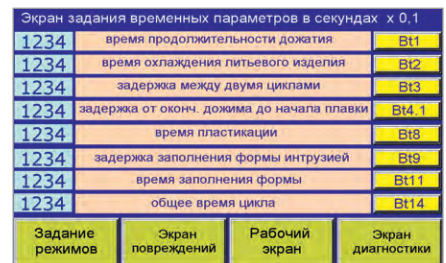 Экран задания временных параметров в секундах x 0,1
1234 время продолжительности дожатия Bt1
1234 время охлаждения литьевого изделия Bt2
1234 задержка между двумя циклами Bt3
1234 задержка от оконч. дожима до начала плавки Bt4.1
1234 время пластикации Bt8
1234 задержка заполнения формы интрузией Bt9
1234 время заполнения формы Bt11
1234 общее время цикла Bt14
Задание режимов
Экран повреждений
Рабочий экран
Экран диагностики